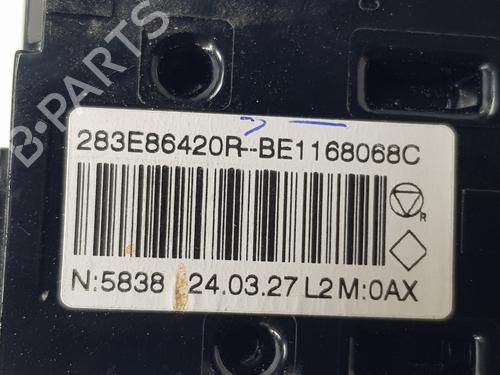 B-PARTS
283E86420R--BE1168068C
R
N:5838 24.03.27 L2 M:0AX